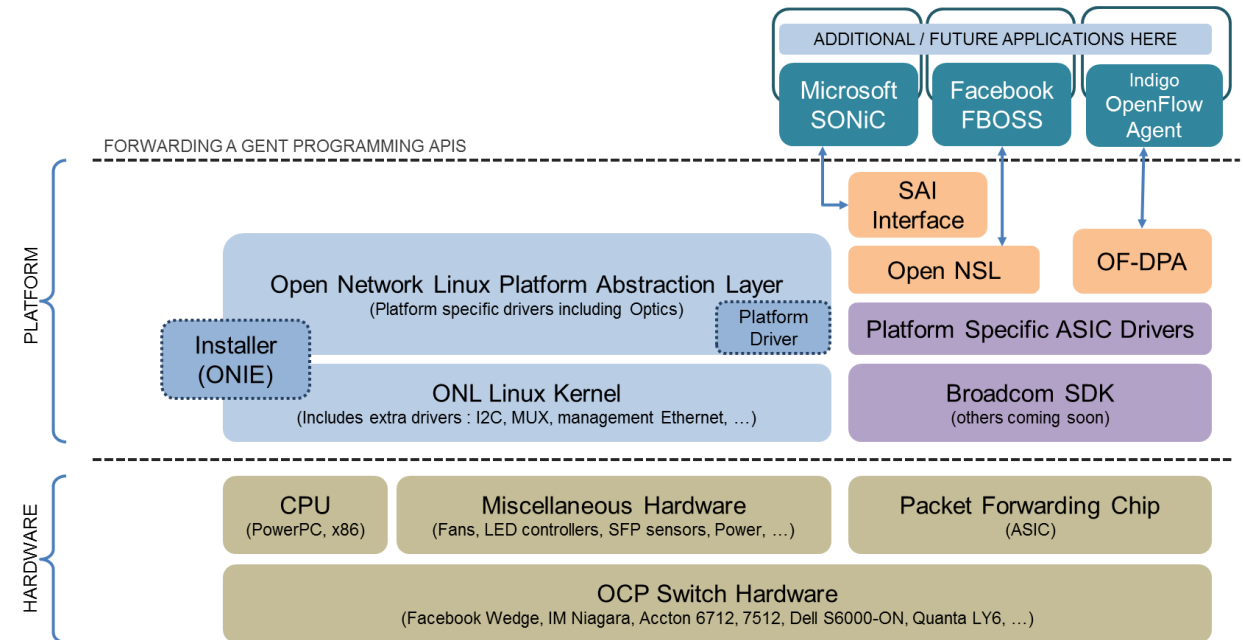 ADDITIONAL / FUTURE APPLICATIONS HERE
Microsoft
SONiC
Facebook
FBOSS
Indigo
OpenFlow
Agent
FORWARDING A GENT PROGRAMMING APIS
PLATFORM
SAI
Interface
Open NSL
OF-DPA
Open Network Linux Platform Abstraction Layer
(Platform specific drivers including Optics)
Platform
Driver
Platform Specific ASIC Drivers
Installer
(ONIE)
ONL Linux Kernel
(Includes extra drivers : I2C, MUX, management Ethernet, …)
Broadcom SDK
(others coming soon)
HARDWARE
CPU
(PowerPC, x86)
Miscellaneous Hardware
(Fans, LED controllers, SFP sensors, Power, …)
Packet Forwarding Chip
(ASIC)
OCP Switch Hardware
(Facebook Wedge, IM Niagara, Accton 6712, 7512, Dell S6000-ON, Quanta LY6, …)